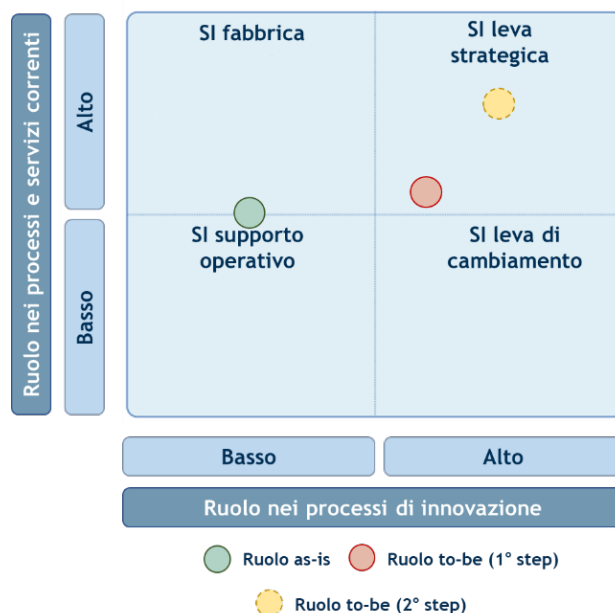 SI fabbrica
SI leva
strategica
SI supporto
operativo
SI leva di
cambiamento
Ruolo nei processi e servizi correnti
Alto
Basso
Basso
Alto
Ruolo nei processi di innovazione
Ruolo as-is
Ruolo to-be (1° step)
Ruolo to-be (2° step)